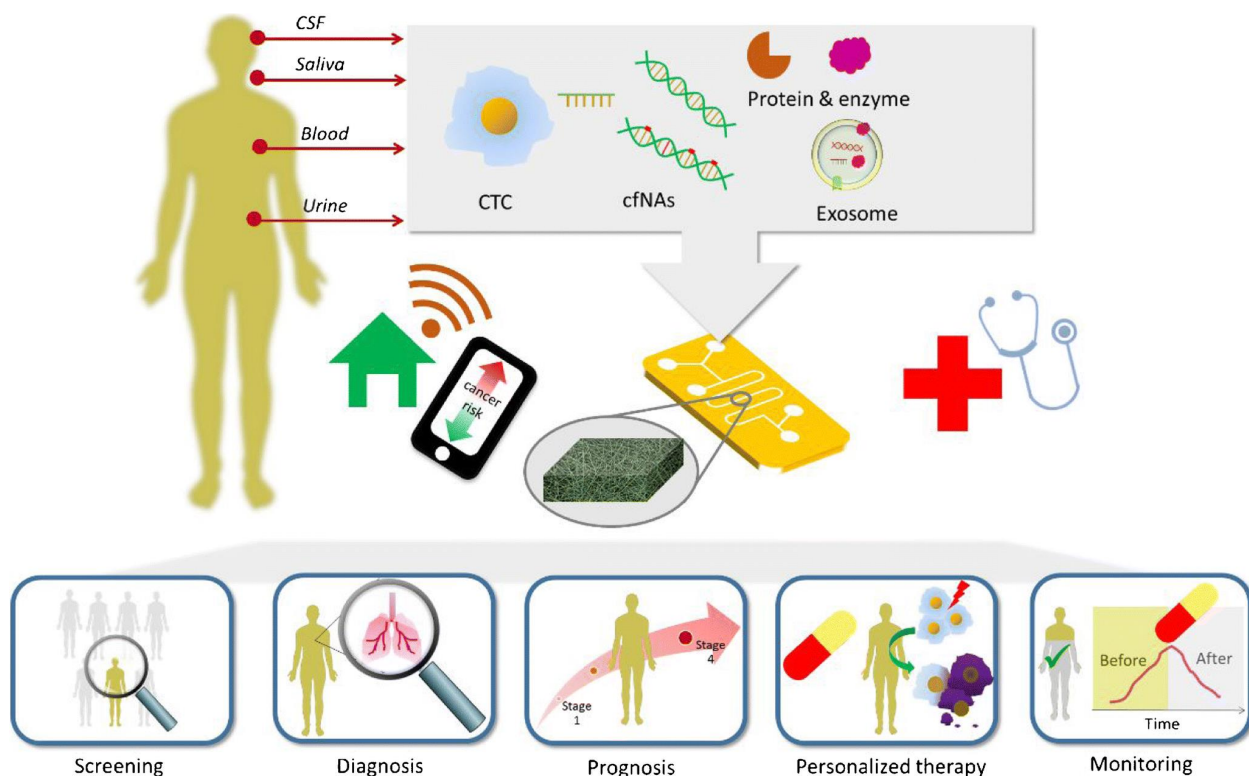 CSF
Saliva
Blood
Urine
CTC
cfNAs
Protein & enzyme
Exosome
cancer
risk
Stage
1
Stage
4
Before
After
Time
Screening
Diagnosis
Prognosis
Personalized therapy
Monitoring